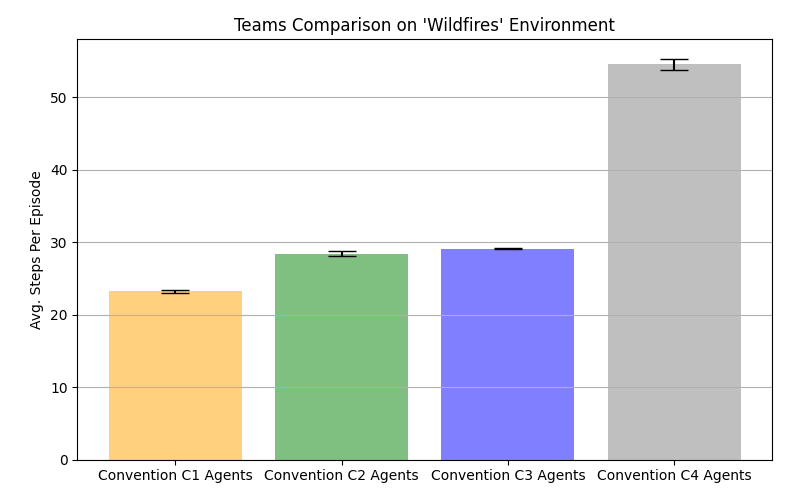 Teams Comparison on 'Wildfires' Environment
Avg. Steps Per Episode
50
40
30
20
10
0
Convention C1 Agents Convention C2 Agents Convention C3 Agents Convention C4 Agents